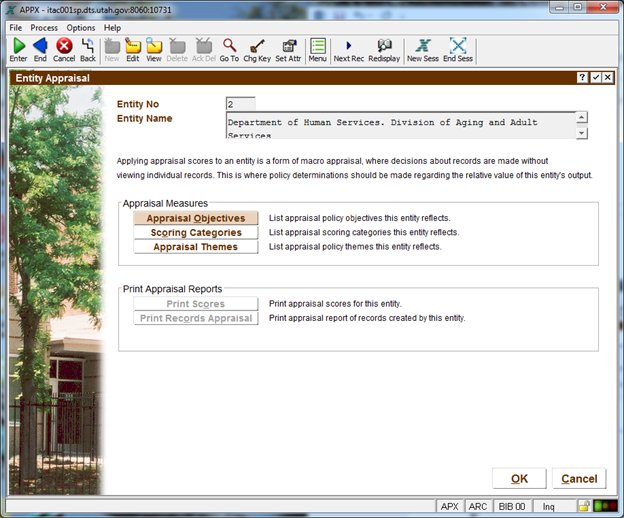 APPX - itac001sp.dts.utah.gov:8060:10731
File Process Options Help
Enter End Cancel Back New Edit View Delete Ack Del Go To Chg Key Set Attr Menu Next Rec Redisplay New Sess End Sess
Entity Appraisal
Entity No 2
Entity Name Department of Human Services. Division of Aging and Adult
Services
Applying appraisal scores to an entity is a form of macro appraisal, where decisions about records are made without
viewing individual records. This is where policy determinations should be made regarding the relative value of this entity's output.
Appraisal Measures
Appraisal Objectives List appraisal policy objectives this entity reflects.
Scoring Categories List appraisal scoring categories this entity reflects.
Appraisal Themes List appraisal policy themes this entity reflects.
Print Appraisal Reports
Print Scores Print appraisal scores for this entity.
Print Records Appraisal Print appraisal report of records created by this entity.
OK Cancel
APX ARC BIB 00 Inq